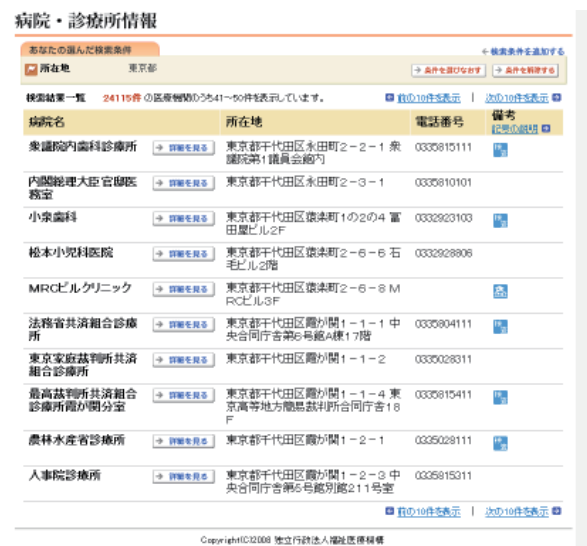 病院・診療所情報
あなたの選んだ検索条件
←検索条件を追加する
所在地 東京都
→ 条件を選びなおす → 条件を解除する
検索結果一覧 24115件 の医療機関のうち41～50件を表示しています。
前の10件を表示 | 次の10件を表示
病院名 所在地 電話番号 備考
記号の説明
衆議院内歯科診療所 → 詳細を見る 東京都千代田区永田町2－2－1 衆 0335815111
議院第1議員会館内
内閣総理大臣官邸医 → 詳細を見る 東京都千代田区永田町2－3－1 0335810101
務室
小泉歯科 → 詳細を見る 東京都千代田区猿楽町1の2の4 冨 0332923103
田屋ビル2F
松本小児科医院 → 詳細を見る 東京都千代田区猿楽町2－6－6 石 0332928806
毛ビル2階
MRCビルクリニック → 詳細を見る 東京都千代田区猿楽町2－6－8 M
RCビル3F
法務省共済組合診療 → 詳細を見る 東京都千代田区霞が関1－1－1 中 0335804111
所
央合同庁舎第6号館A棟17階
東京家庭裁判所共済 → 詳細を見る 東京都千代田区霞が関1－1－2 0335028311
組合診療所
最高裁判所共済組合 → 詳細を見る 東京都千代田区霞が関1－1－4 東 0335815411
診療所霞が関分室
京高等地方簡易裁判所合同庁舎18
F
農林水産省診療所 → 詳細を見る 東京都千代田区霞が関1－2－1 0335028111
人事院診療所 → 詳細を見る 東京都千代田区霞が関1－2－3 中 0335815311
央合同庁舎第5号館別館211号室
前の10件を表示 | 次の10件を表示
Copyright(C)2008 独立行政法人福祉医療機構